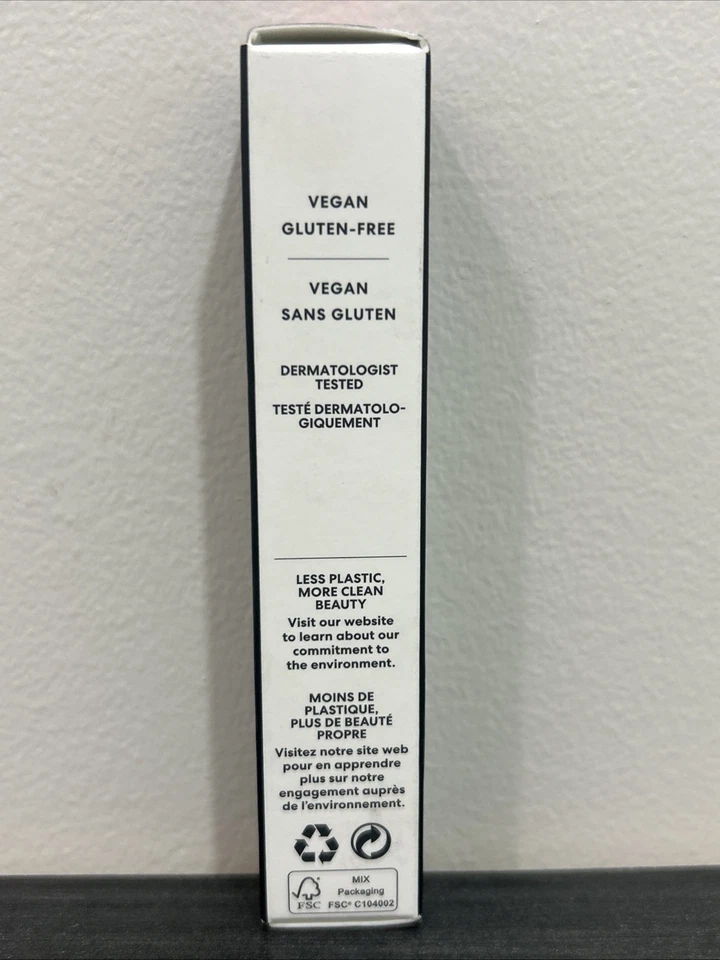 VEGAN
GLUTEN-FREE
VEGAN
SANS GLUTEN
DERMATOLOGIST
TESTED
TESTÉ DERMATOLO-
GIQUEMENT
LESS PLASTIC,
MORE CLEAN
BEAUTY
Visit our website
to learn about our
commitment to
the environment.
MOINS DE
PLASTIQUE,
PLUS DE BEAUTÉ
PROPRE
Visitez notre site web
pour en apprendre
plus sur notre
engagement auprès
de l'environnement.
MIX
Packaging
FSC FSC® C104002